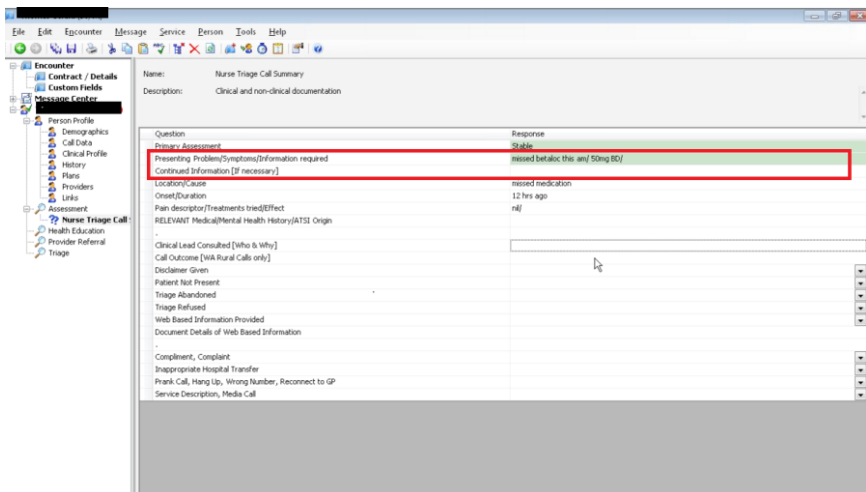 File Edit Encounter Message Service Person Tools Help
Encounter
Contract / Details
Custom Fields
Message Center
Person Profile
Demographics
Call Data
Clinical Profile
History
Plans
Providers
Links
Assessment
Nurse Triage Call
Health Education
Provider Referral
Triage
Name: Nurse Triage Call Summary
Description: Clinical and non-clinical documentation
Question Response
Primary Assessment Stable
Presenting Problem/Symptoms/Information required missed betaloc this am/ 50mg BD/
Continued Information [If necessary]
Location/Cause missed medication
Onset/Duration 12 hrs ago
Pain descriptor/Treatments tried/Effect nil/
RELEVANT Medical/Mental Health History/ATSI Origin
.
Clinical Lead Consulted [Who & Why]
Call Outcome [WA Rural Calls only]
Disclaimer Given
Patient Not Present
Triage Abandoned
Triage Refused
Web Based Information Provided
Document Details of Web Based Information
.
Compliment, Complaint
Inappropriate Hospital Transfer
Prank Call, Hang Up, Wrong Number, Reconnect to GP
Service Description, Media Call